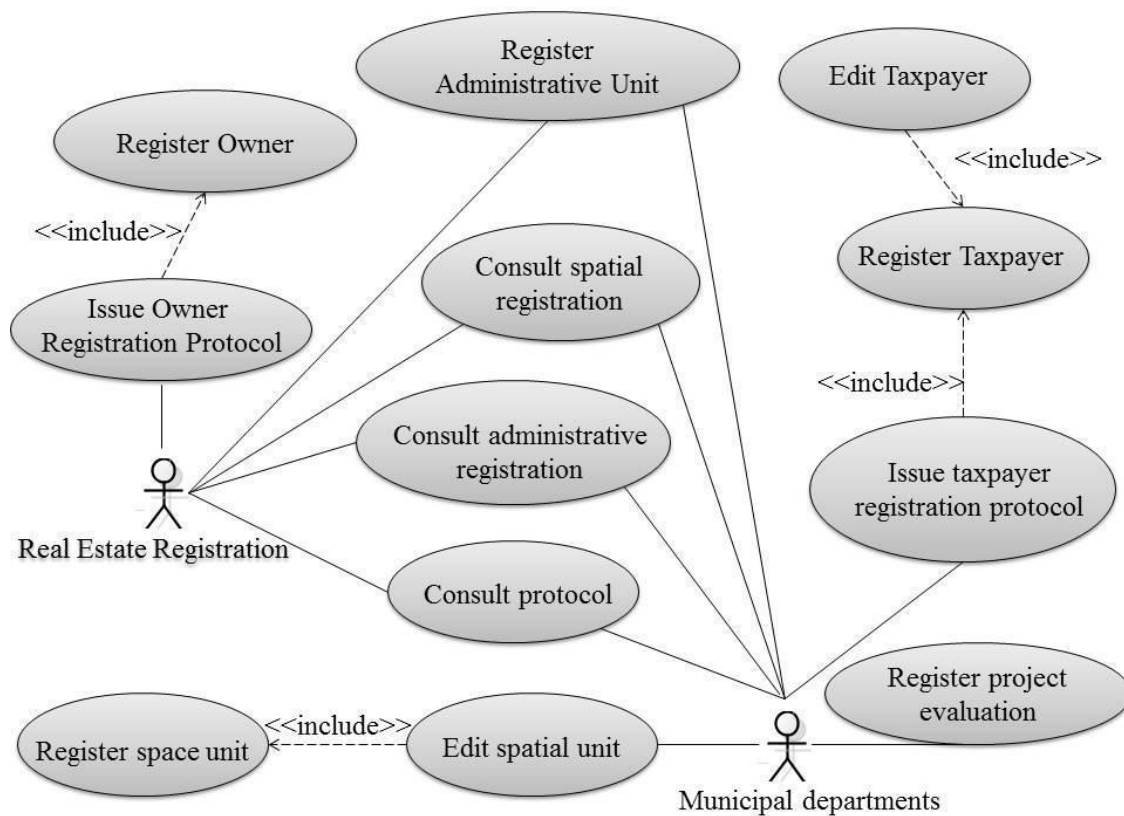 Register
Administrative Unit
Edit Taxpayer
Register Owner
<<include>>
<<include>>
Register Taxpayer
Consult spatial
registration
Issue Owner
Registration Protocol
<<include>>
Consult administrative
registration
Issue taxpayer
registration protocol
Real Estate Registration
Consult protocol
Register project
evaluation
<<include>>
Register space unit
Edit spatial unit
Municipal departments